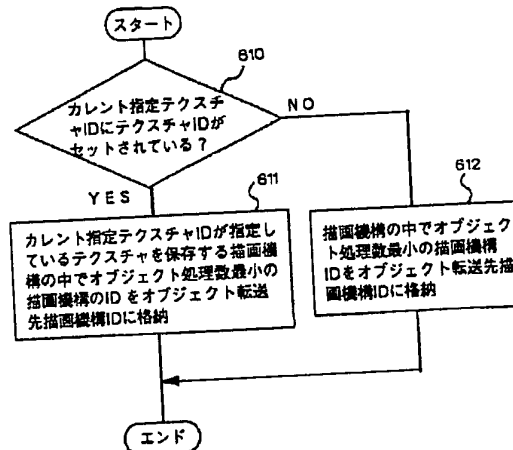 スタート
610
カレント指定テクスチ
ャIDにテクスチャIDが
セットされている？
NO
YES
611
カレント指定テクスチャIDが指定し
ているテクスチャを保存する描画機
構の中でオブジェクト処理数最小の
描画機構のID をオブジェクト転送
先描画機構IDに格納
612
描画機構の中でオブジェク
ト処理数最小の描画機構
IDをオブジェクト転送先描
画機構IDに格納
エンド